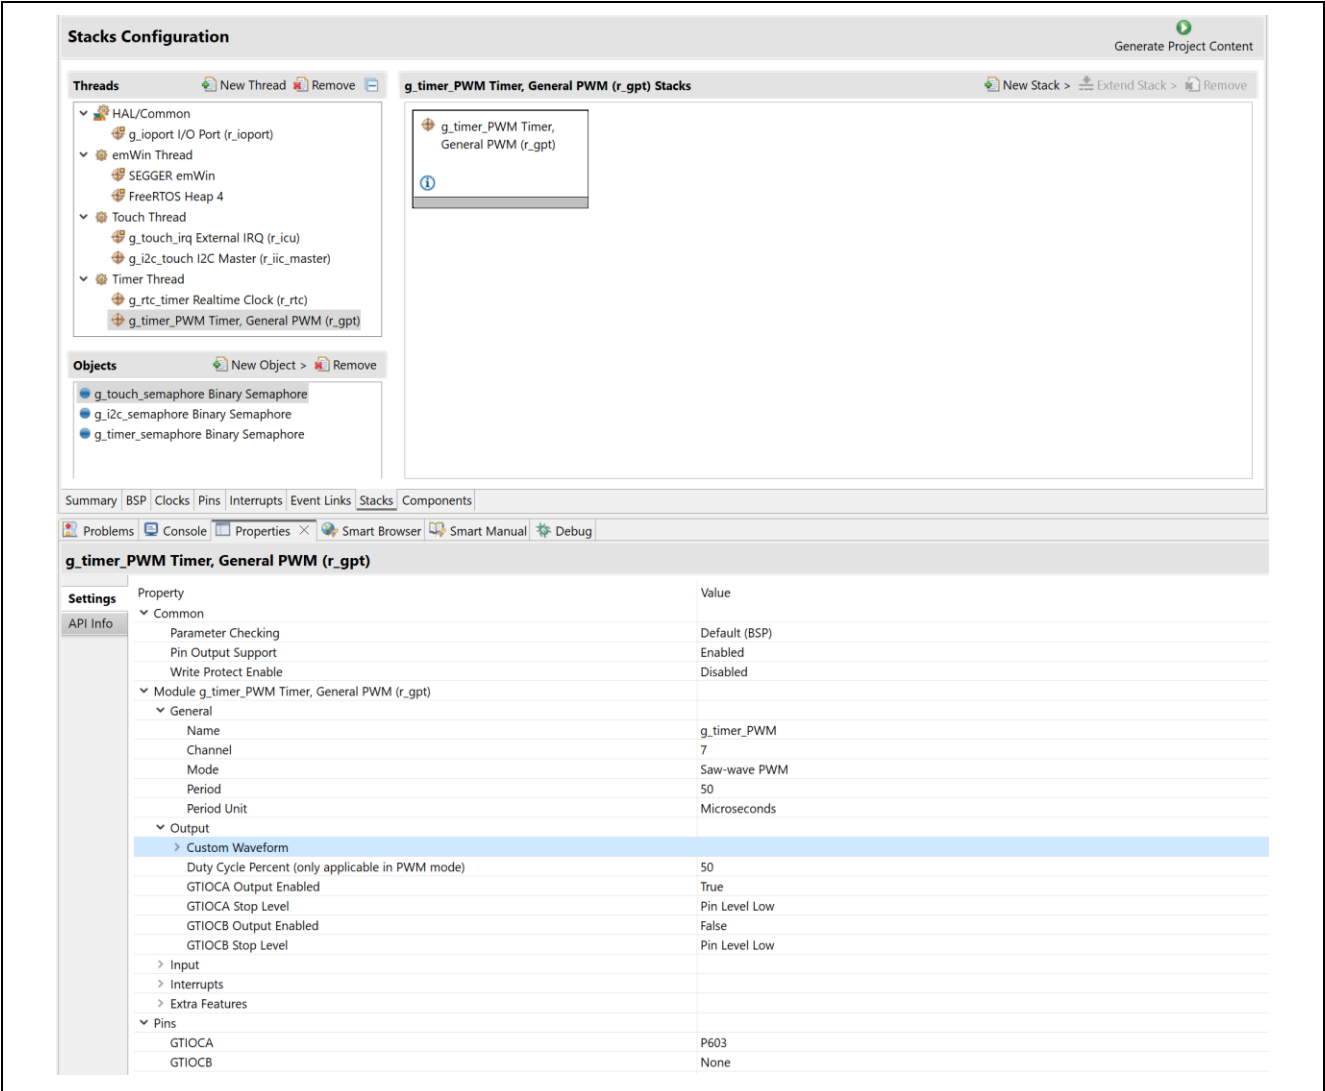 Stacks Configuration
Generate Project Content
Threads
New Thread Remove
HAL/Common
g_ioport I/O Port (r_ioport)
emWin Thread
SEGGER emWin
FreeRTOS Heap 4
Touch Thread
g_touch_irq External IRQ (r_icu)
g_i2c_touch I2C Master (r_iic_master)
Timer Thread
g_rtc_timer Realtime Clock (r_rtc)
g_timer_PWM Timer, General PWM (r_gpt)
Objects
New Object > Remove
g_touch_semaphore Binary Semaphore
g_i2c_semaphore Binary Semaphore
g_timer_semaphore Binary Semaphore
g_timer_PWM Timer, General PWM (r_gpt) Stacks
New Stack > Extend Stack > Remove
g_timer_PWM Timer,
General PWM (r_gpt)
Summary BSP Clocks Pins Interrupts Event Links Stacks Components
Problems Console Properties Smart Browser Smart Manual Debug
g_timer_PWM Timer, General PWM (r_gpt)
Settings
API Info
Property Value
Common
Parameter Checking Default (BSP)
Pin Output Support Enabled
Write Protect Enable Disabled
Module g_timer_PWM Timer, General PWM (r_gpt)
General
Name g_timer_PWM
Channel 7
Mode Saw-wave PWM
Period 50
Period Unit Microseconds
Output
Custom Waveform
Duty Cycle Percent (only applicable in PWM mode) 50
GTIOCA Output Enabled True
GTIOCA Stop Level Pin Level Low
GTIOCB Output Enabled False
GTIOCB Stop Level Pin Level Low
Input
Interrupts
Extra Features
Pins
GTIOCA P603
GTIOCB None